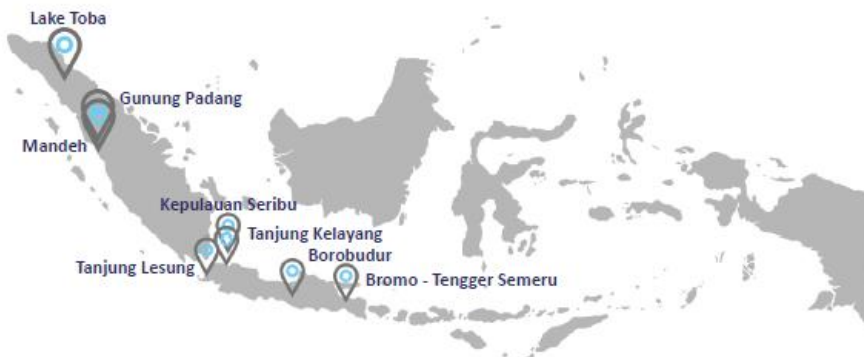 Lake Toba
Gunung Padang
Mandeh
Kepulauan Seribu
Tanjung Kelayang
Borobudur
Tanjung Lesung
Bromo - Tengger Semeru